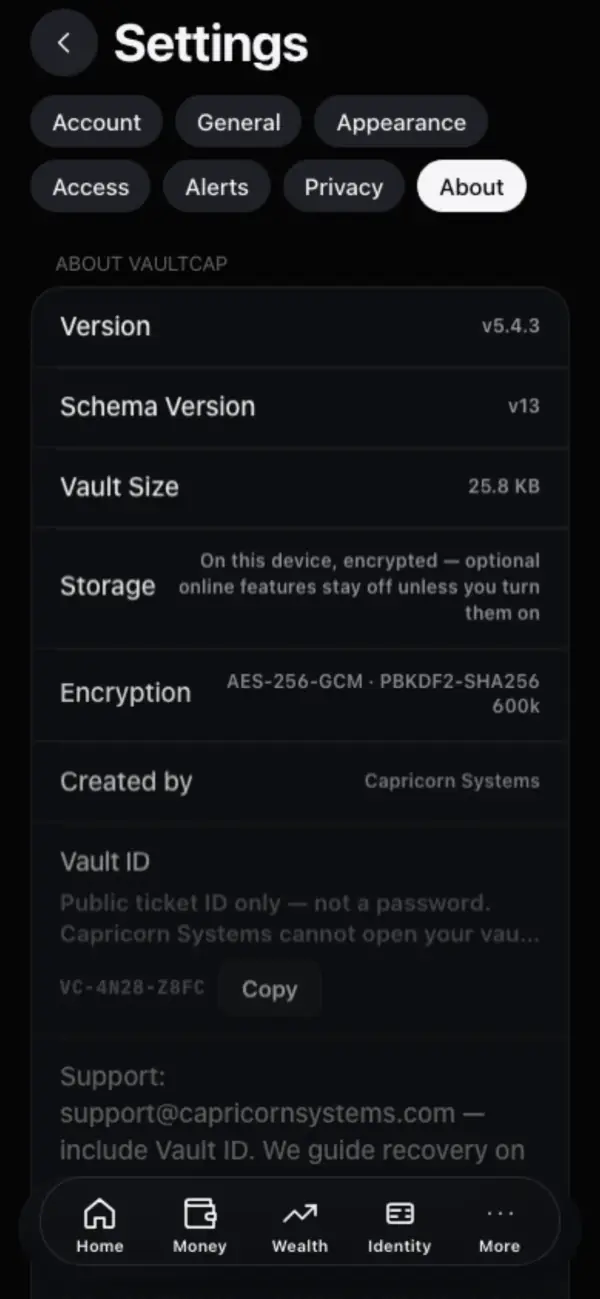 Settings
Account General Appearance
Access Alerts Privacy About
ABOUT VAULTCAP
Version v5.4.3
Schema Version v13
Vault Size 25.8 KB
Storage On this device, encrypted — optional
online features stay off unless you turn
them on
Encryption AES-256-GCM · PBKDF2-SHA256
600k
Created by Capricorn Systems
Vault ID
Public ticket ID only — not a password.
Capricorn Systems cannot open your vau...
VC-4N28-Z8FC Copy
Support:
support@capricornsystems.com —
include Vault ID. We guide recovery on
Home Money Wealth Identity More